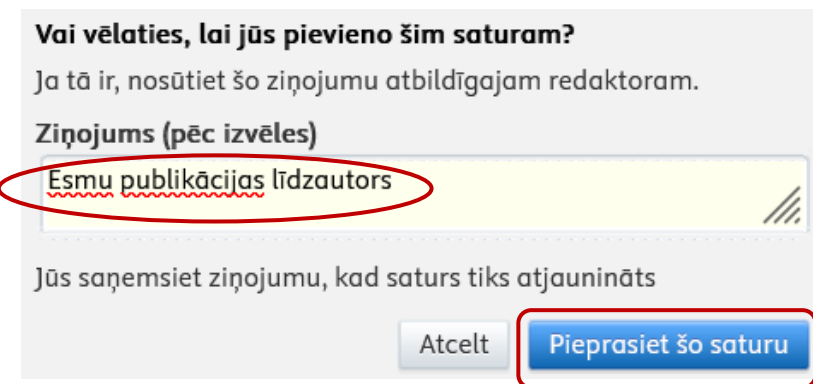 Vai vēlaties, lai jūs pievieno šim saturam?
Ja tā ir, nosūtiet šo ziņojumu atbildīgajam redaktoram.
Ziņojums (pēc izvēles)
Esmu publikācijas līdzautors
Jūs saņemsiet ziņojumu, kad saturs tiks atjaunināts
Atcelt Pieprasiet šo saturu